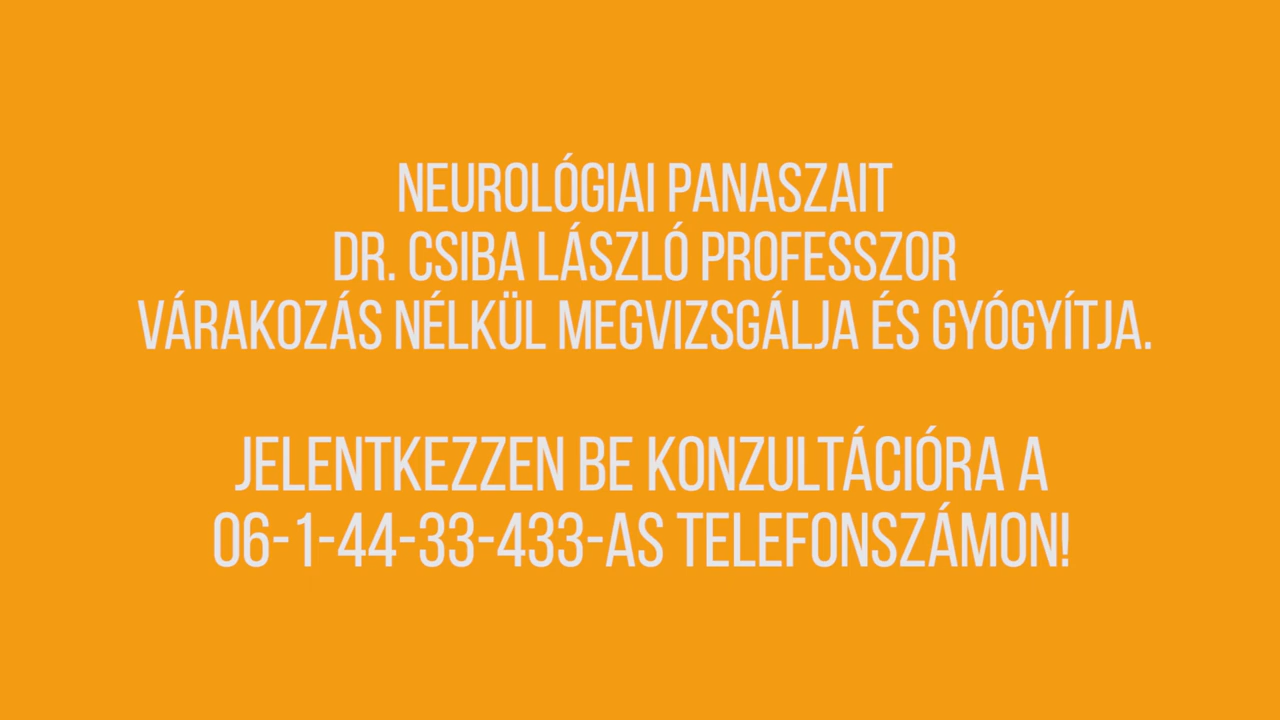 NEUROLÓGIAI PANASZAIT
DR. CSIBA LÁSZLÓ PROFESSZOR
VÁRAKOZÁS NÉLKÜL MEGVIZSGÁLJA ÉS GYÓGYÍTJA.
JELENTKEZZEN BE KONZULTÁCIÓRA A
06-1-44-33-433-AS TELEFONSZÁMON!